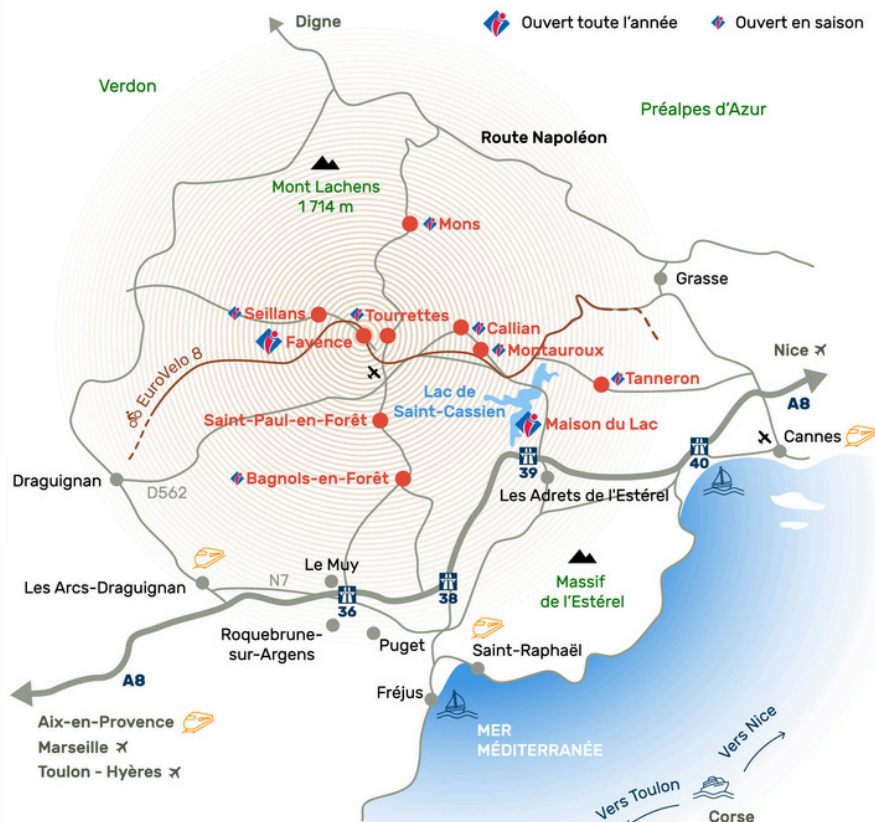 Digne
Ouvert toute l'année
Ouvert en saison
Verdon
Préalpes d'Azur
Route Napoléon
Mont Lachens
1 714 m
Mons
Grasse
Seillans
Tourrettes
Callian
Fayence
Montauroux
Nice
EuroVelo 8
Tanneron
Lac de
Saint-Cassien
A8
Saint-Paul-en-Forêt
Maison du Lac
Cannes
40
39
Draguignan
D562
Bagnols-en-Forêt
Les Adrets de l'Estérel
Le Muy
Les Arcs-Draguignan
N7
36
38
Massif
de l'Estérel
Roquebrune-
sur-Argens
Puget
Saint-Raphaël
A8
Fréjus
Aix-en-Provence
Marseille
Toulon - Hyères
MER
MÉDITERRANÉE
Vers Nice
Vers Toulon
Corse